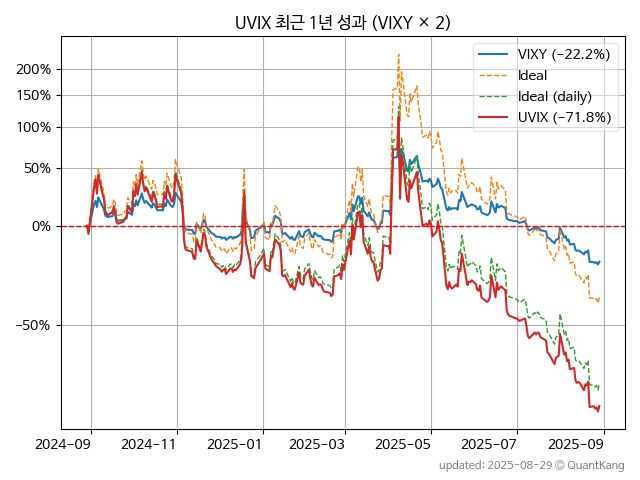 UVIX 최근 1년 성과 (VIXY × 2)
VIXY (−22.2%)
Ideal
Ideal (daily)
UVIX (−71.8%)
200%
150%
100%
50%
0%
−50%
2024−09
2024−11
2025−01
2025−03
2025−05
2025−07
2025−09
updated: 2025−08−29 © QuantKang